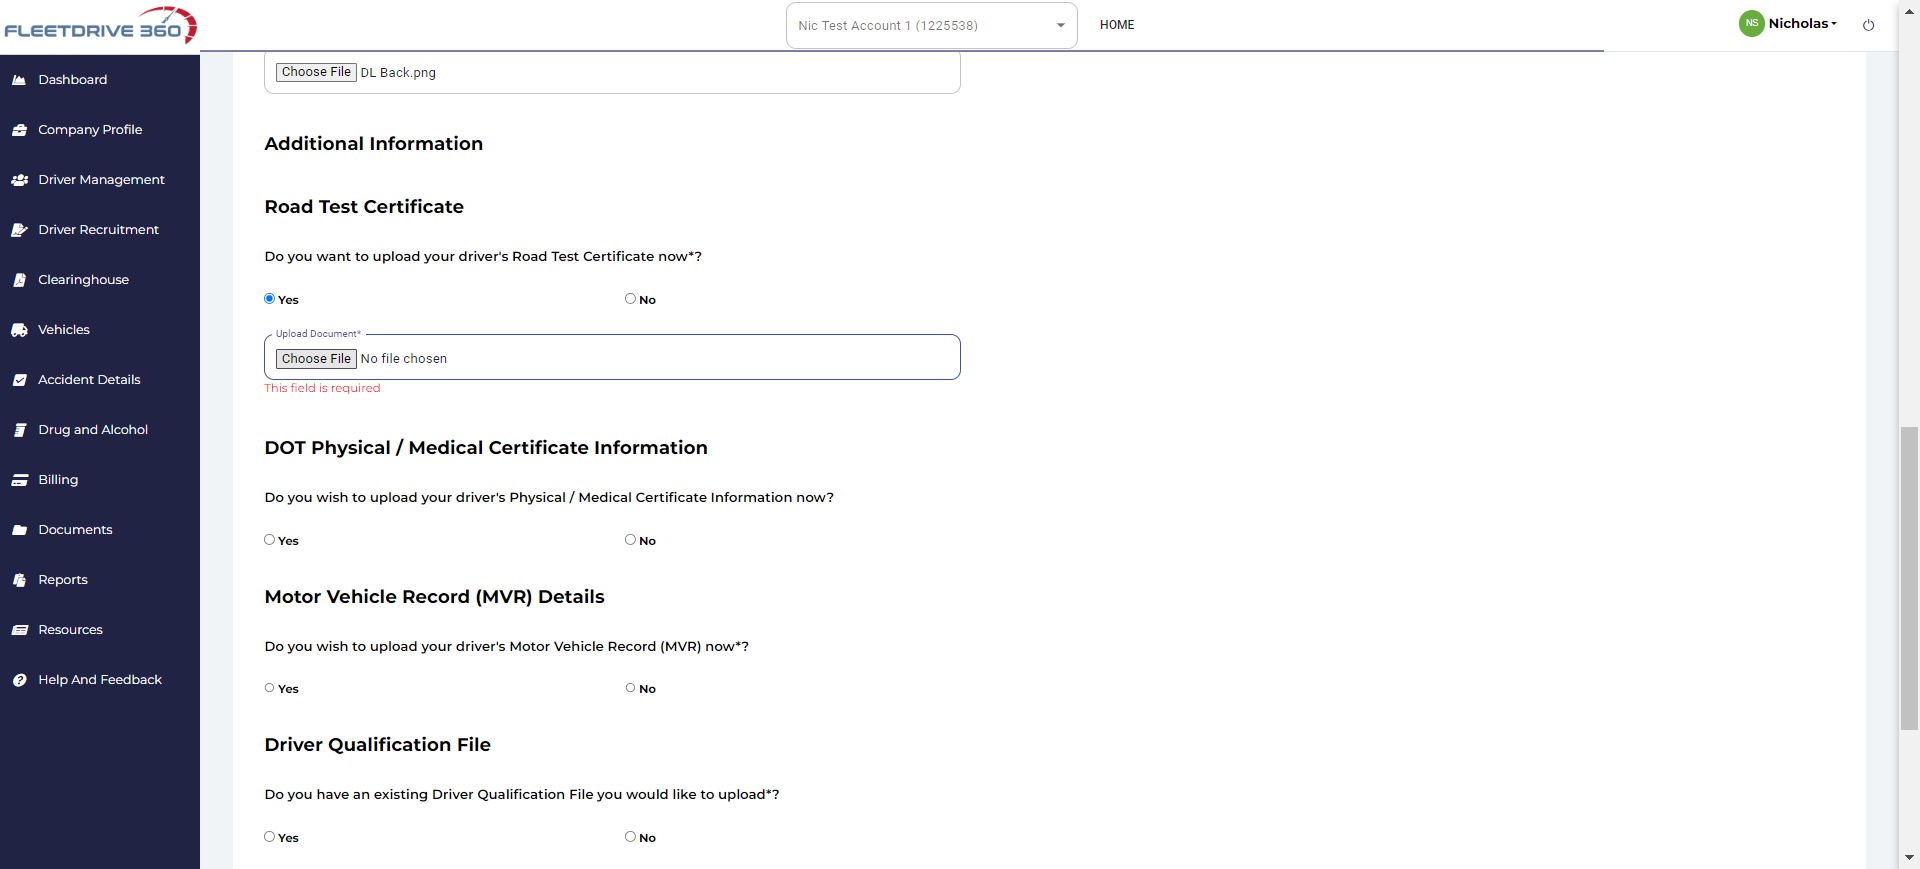 FLEETDRIVE 360
Nic Test Account 1 (1225538)
HOME
NS
Nicholas
Dashboard
Company Profile
Driver Management
Driver Recruitment
Clearinghouse
Vehicles
Accident Details
Drug and Alcohol
Billing
Documents
Reports
Resources
Help And Feedback
Choose File DL Back.png
Additional Information
Road Test Certificate
Do you want to upload your driver's Road Test Certificate now*?
Yes No
Upload Document*
Choose File No file chosen
This field is required
DOT Physical / Medical Certificate Information
Do you wish to upload your driver's Physical / Medical Certificate Information now?
Yes No
Motor Vehicle Record (MVR) Details
Do you wish to upload your driver's Motor Vehicle Record (MVR) now*?
Yes No
Driver Qualification File
Do you have an existing Driver Qualification File you would like to upload*?
Yes No